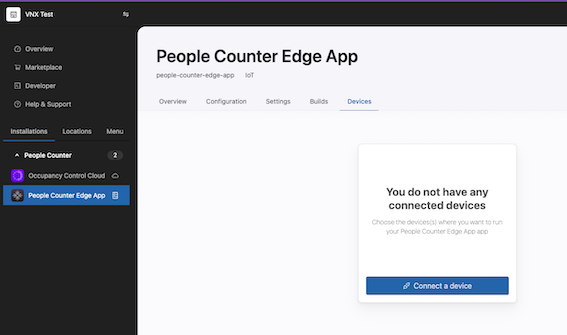 VNX Test
Overview
Marketplace
Developer
Help & Support
Installations Locations Menu
People Counter 2
Occupancy Control Cloud
People Counter Edge App
People Counter Edge App
people-counter-edge-app IoT
Overview Configuration Settings Builds Devices
You do not have any
connected devices
Choose the devices(s) where you want to run
your People Counter Edge App app
Connect a device